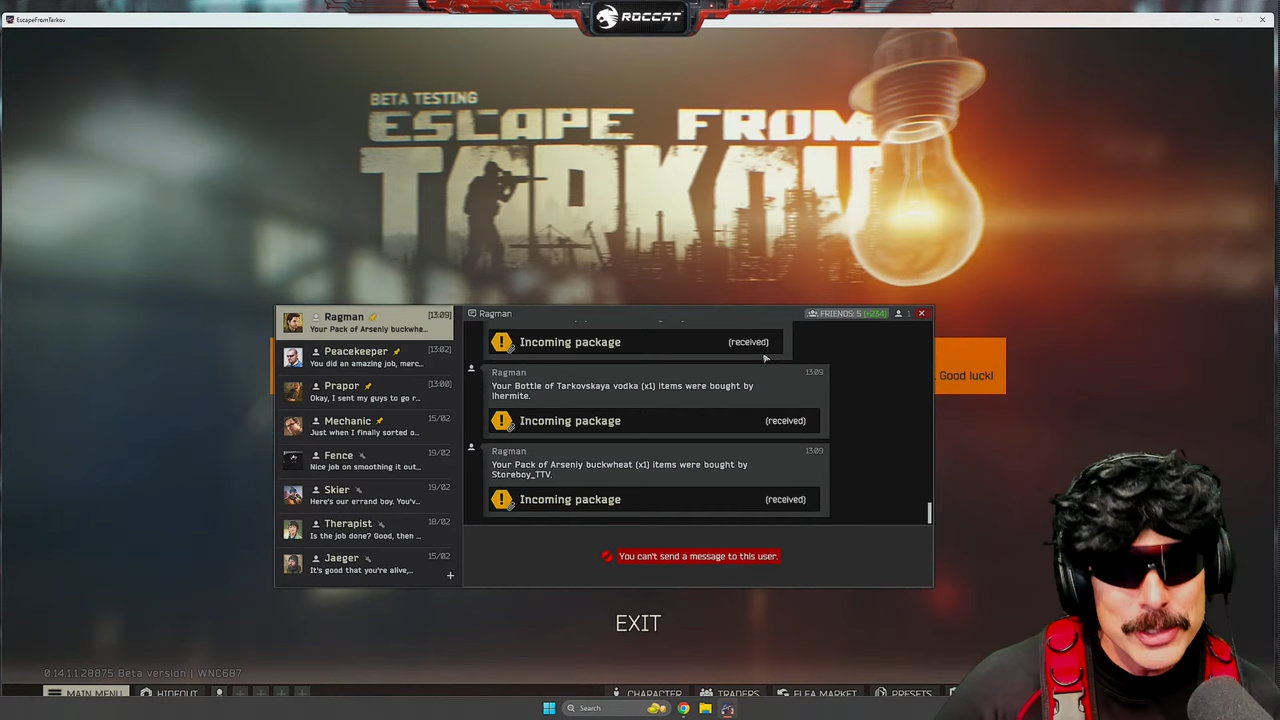 EscapeFromTarkov
ROCCAT
BETA TESTING
ESCAPE FROM
TARKOV
Ragman
[13:09]
Your Pack of Arseniy buckwhe...
Peacekeeper
[13:02]
You did an amazing job, merc...
Prapor
[13:00]
Okay, I sent my guys to go r...
Mechanic
15/02
Just when I finally sorted o...
Fence
19/02
Nice job on smoothing it out...
Skier
19/02
Here's our errand boy. You'v...
Therapist
18/02
Is the job done? Good, then ...
Jaeger
15/02
It's good that you're alive,...
+
Ragman
FRIENDS: 5 (+234)
1
Incoming package (received)
Ragman 13:09
Your Bottle of Tarkovskaya vodka (x1) items were bought by
lhermite.
Incoming package (received)
Ragman 13:09
Your Pack of Arseniy buckwheat (x1) items were bought by
Storeboy_TTV.
Incoming package (received)
You can't send a message to this user.
Good luck!
EXIT
0.14.1.1.28875 Beta version | WNC687
MAIN MENU
HIDEOUT
CHARACTER
TRADERS
FLEA MARKET
PRESETS
Search